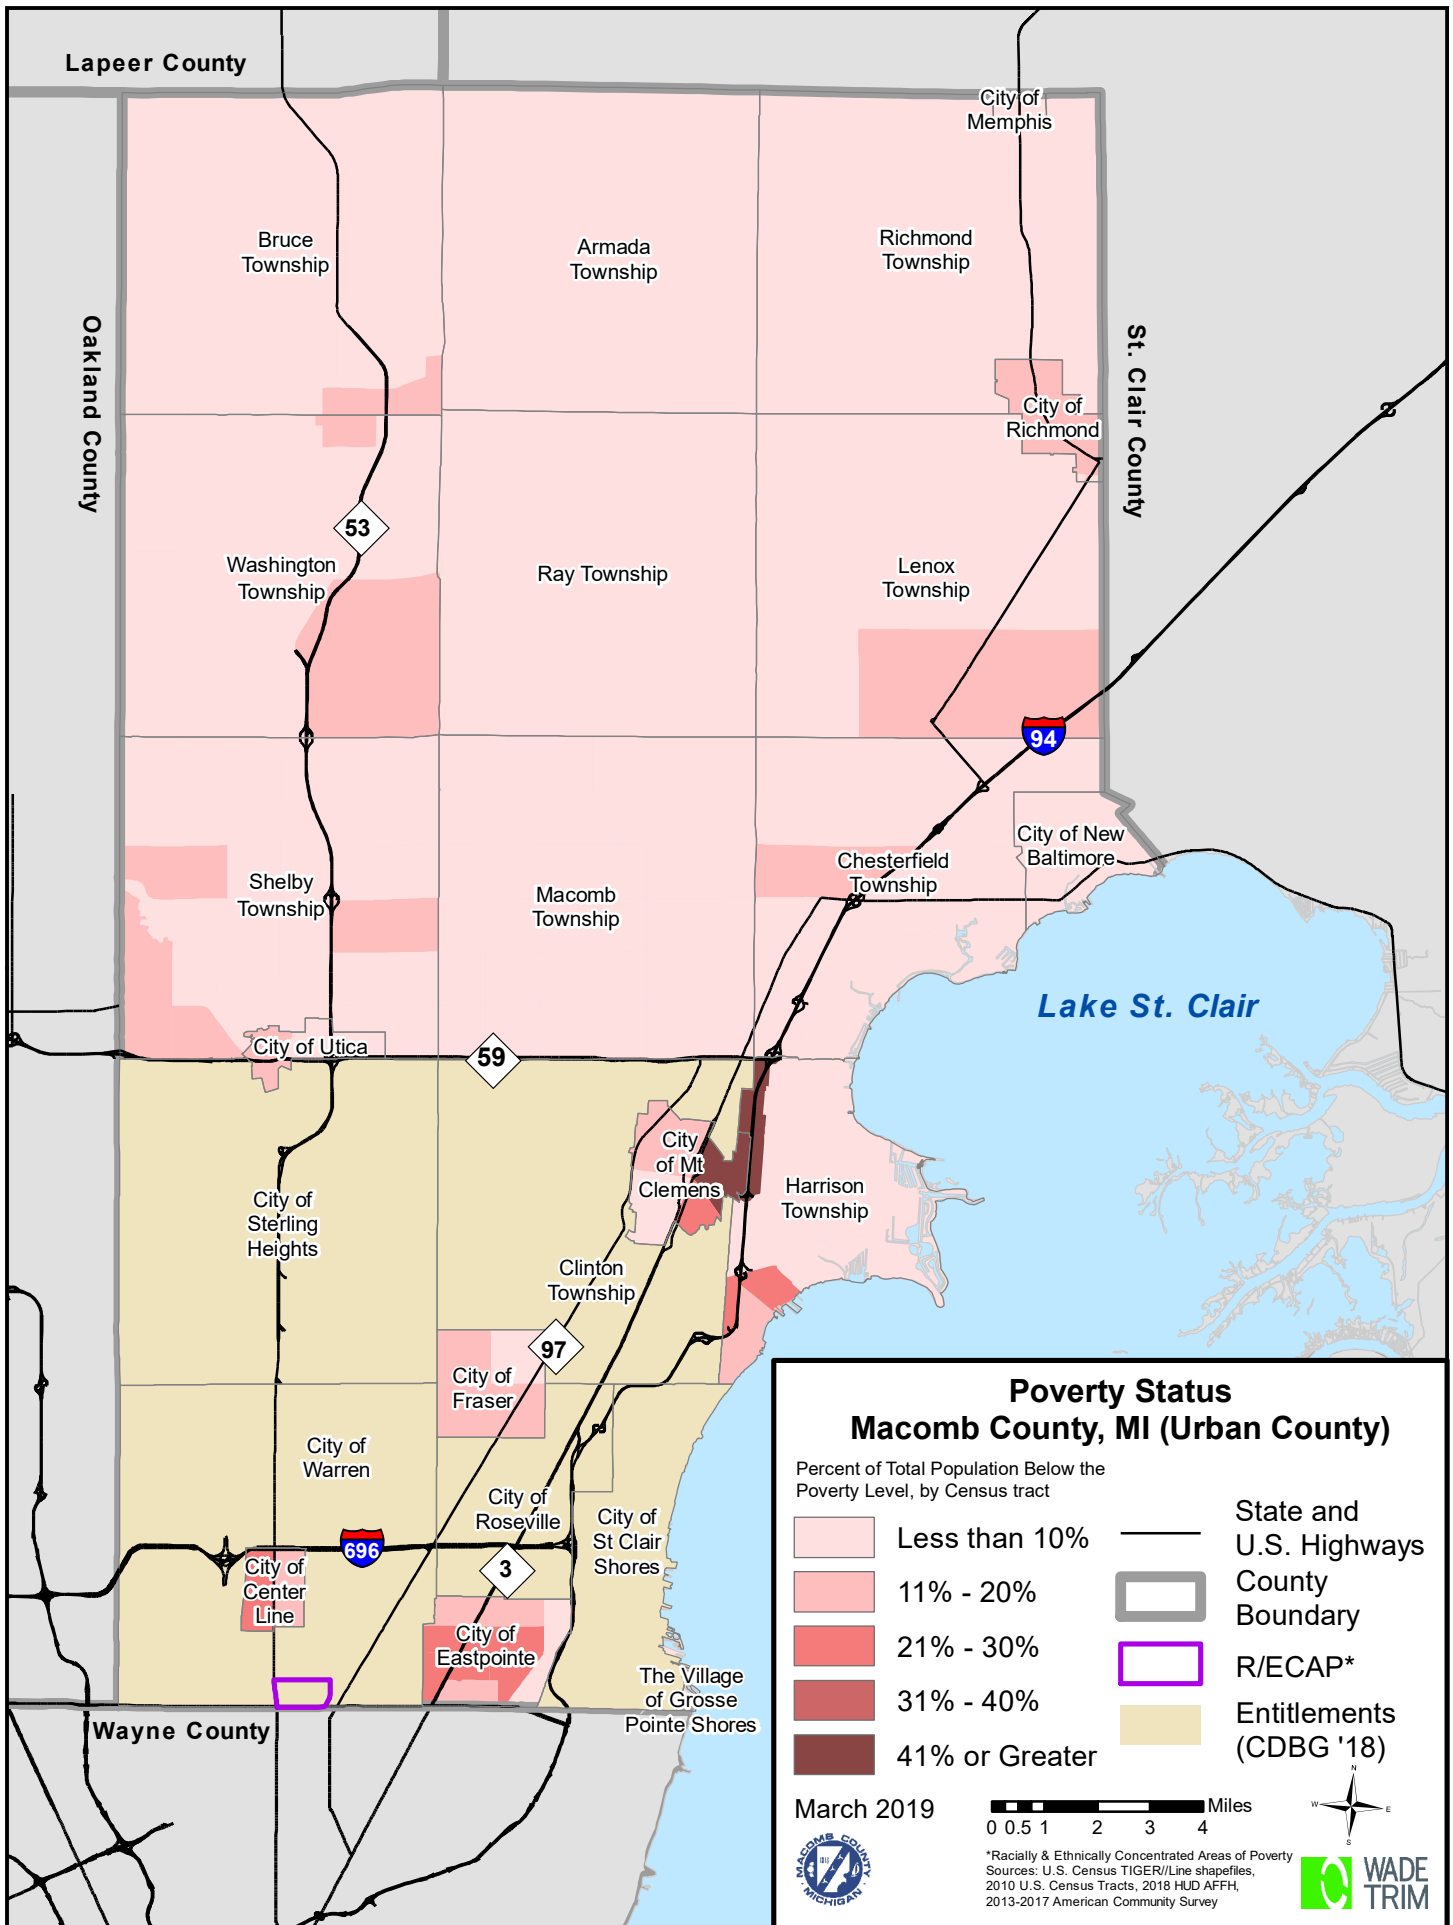 Lapeer County
City of
Memphis
Bruce
Township
Armada
Township
Richmond
Township
Oakland County
St. Clair County
City of
Richmond
53
Washington
Township
Ray Township
Lenox
Township
94
City of New
Baltimore
Shelby
Township
Macomb
Township
Chesterfield
Township
Lake St. Clair
City of Utica
59
City
of Mt
Clemens
Harrison
Township
City of
Sterling
Heights
Clinton
Township
97
City of
Fraser
City of
Warren
City of
Roseville
City of
St Clair
Shores
696
3
City of
Center
Line
City of
Eastpointe
The Village
of Grosse
Pointe Shores
Wayne County
Poverty Status
Macomb County, MI (Urban County)
Percent of Total Population Below the
Poverty Level, by Census tract
Less than 10%
11% - 20%
21% - 30%
31% - 40%
41% or Greater
State and
U.S. Highways
County
Boundary
R/ECAP*
Entitlements
(CDBG '18)
March 2019
Miles
0 0.5 1 2 3 4
N
W
E
S
*Racially & Ethnically Concentrated Areas of Poverty
Sources: U.S. Census TIGER//Line shapefiles,
2010 U.S. Census Tracts, 2018 HUD AFFH,
2013-2017 American Community Survey
MACOMB COUNTY
MICHIGAN
WADE
TRIM